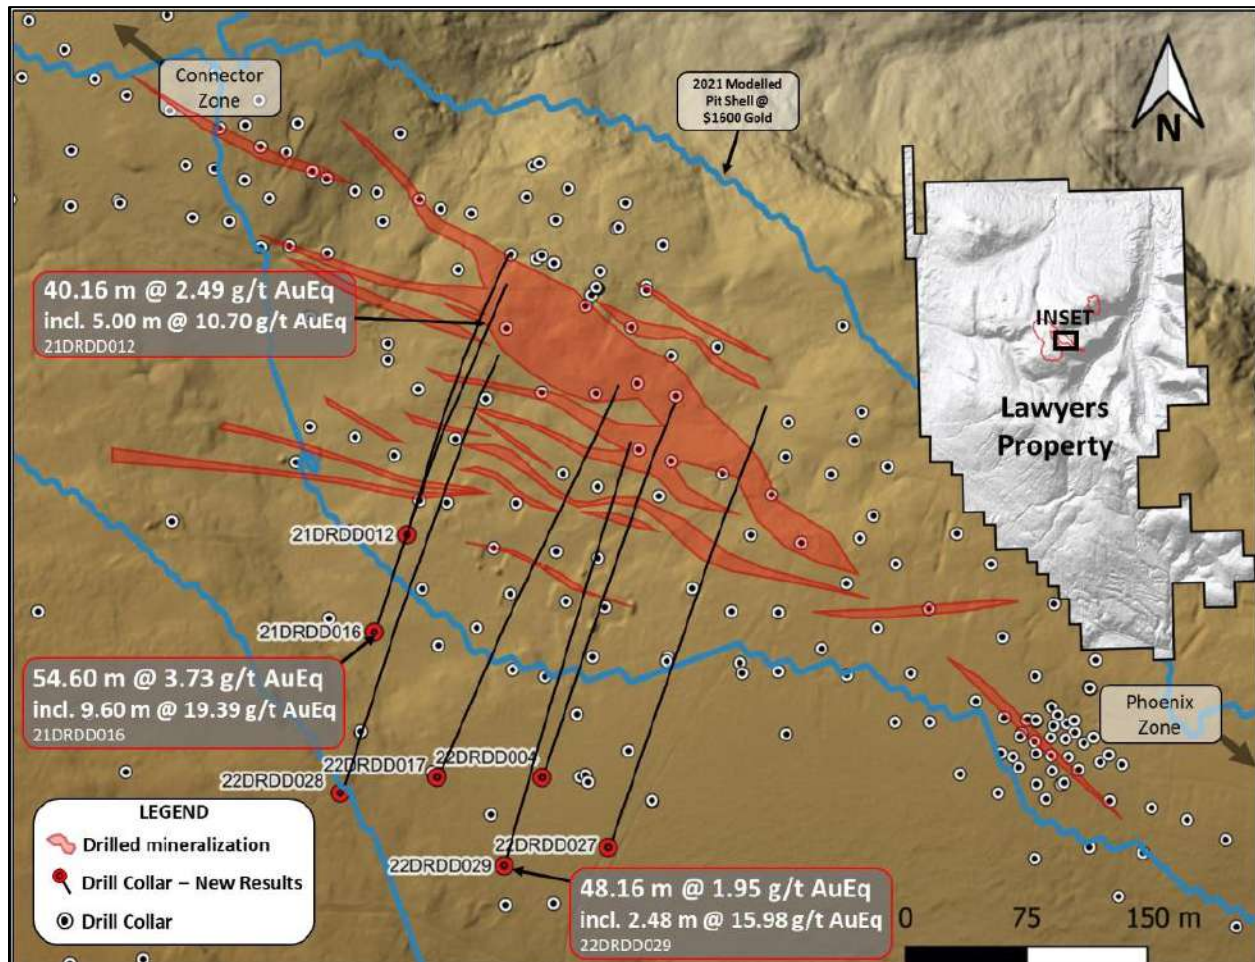 Connector
Zone
2021 Modelled
Pit Shell @
$1600 Gold
N
40.16 m @ 2.49 g/t AuEq
incl. 5.00 m @ 10.70 g/t AuEq
21DRDD012
INSET
Lawyers
Property
21DRDD012
21DRDD016
54.60 m @ 3.73 g/t AuEq
incl. 9.60 m @ 19.39 g/t AuEq
21DRDD016
Phoenix
Zone
22DRDD017
22DRDD004
22DRDD028
22DRDD027
22DRDD029
LEGEND
Drilled mineralization
Drill Collar – New Results
Drill Collar
48.16 m @ 1.95 g/t AuEq
incl. 2.48 m @ 15.98 g/t AuEq
22DRDD029
0 75 150 m